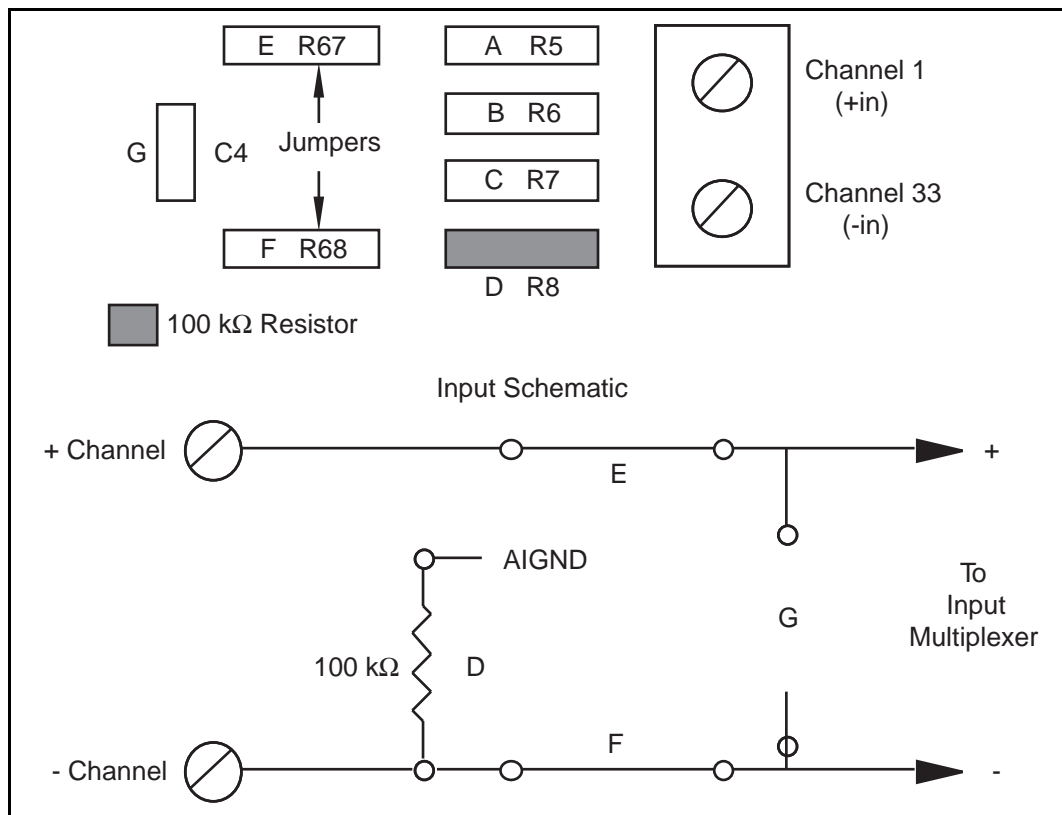 E R67
A R5
Channel 1
(+in)
B R6
G
C4
Jumpers
C R7
Channel 33
(-in)
F R68
D R8
100 kΩ Resistor
Input Schematic
+ Channel
+
E
AIGND
To
Input
Multiplexer
G
100 kΩ
D
F
- Channel
-